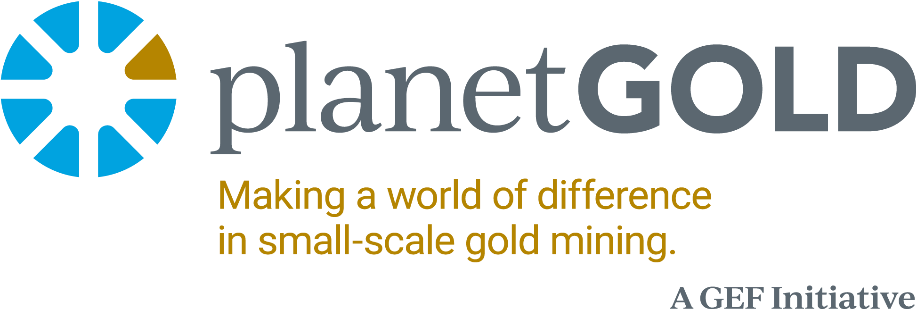 planetGOLD
Making a world of difference
in small-scale gold mining.
A GEF Initiative